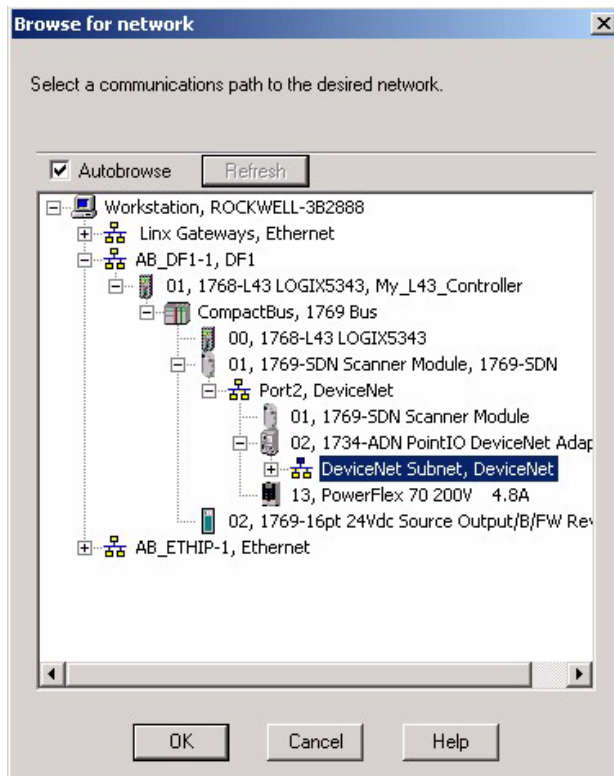 Browse for network
Select a communications path to the desired network.
Autobrowse
Refresh
Workstation, ROCKWELL-3B2888
Linx Gateways, Ethernet
AB_DF1-1, DF1
01, 1768-L43 LOGIX5343, My_L43_Controller
CompactBus, 1769 Bus
00, 1768-L43 LOGIX5343
01, 1769-SDN Scanner Module, 1769-SDN
Port2, DeviceNet
01, 1769-SDN Scanner Module
02, 1734-ADN PointIO DeviceNet Adap
DeviceNet Subnet, DeviceNet
13, PowerFlex 70 200V 4.8A
02, 1769-16pt 24Vdc Source Output/B/FW Rev
AB_ETHIP-1, Ethernet
OK
Cancel
Help